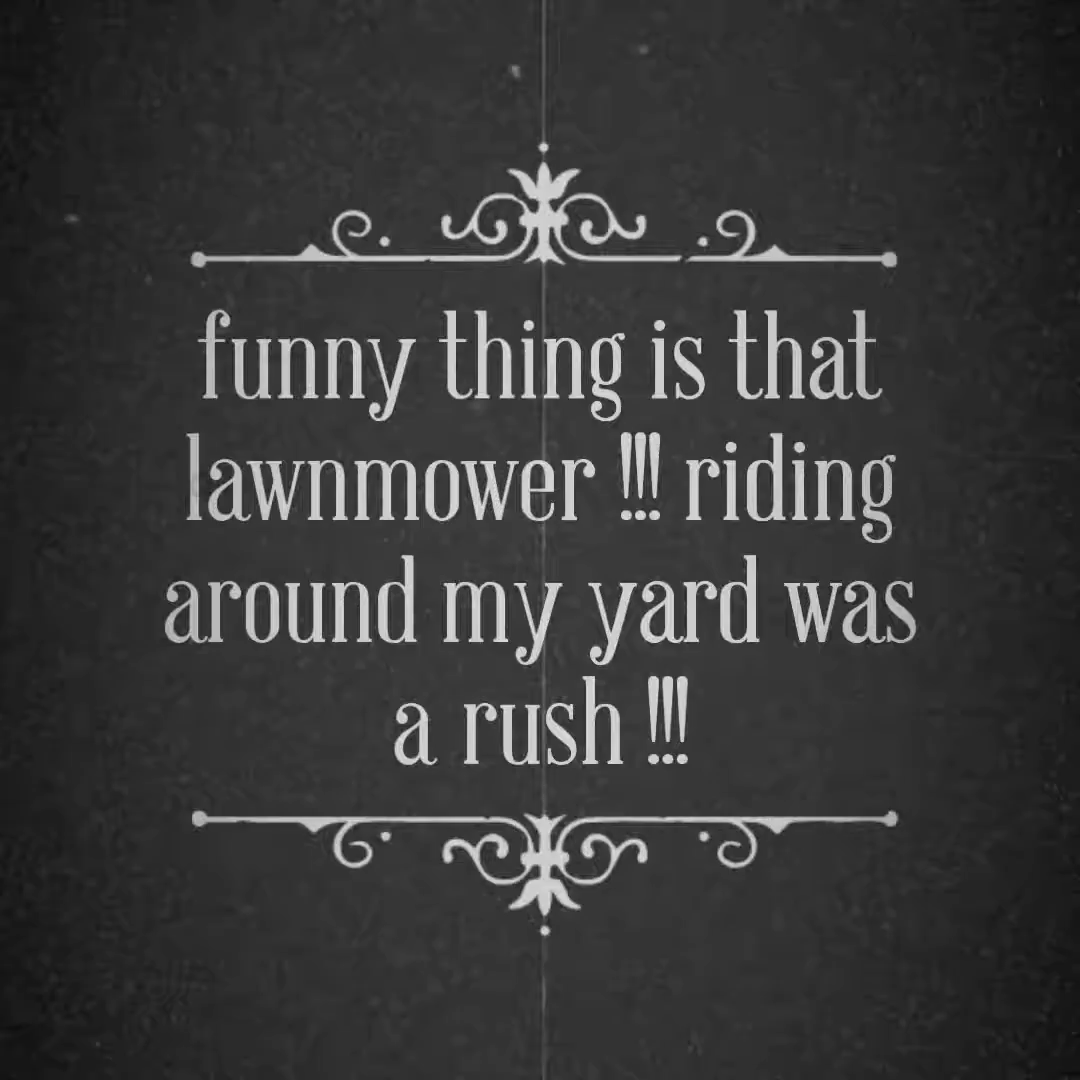 funny thing is that
lawnmower !!! riding
around my yard was
a rush !!!